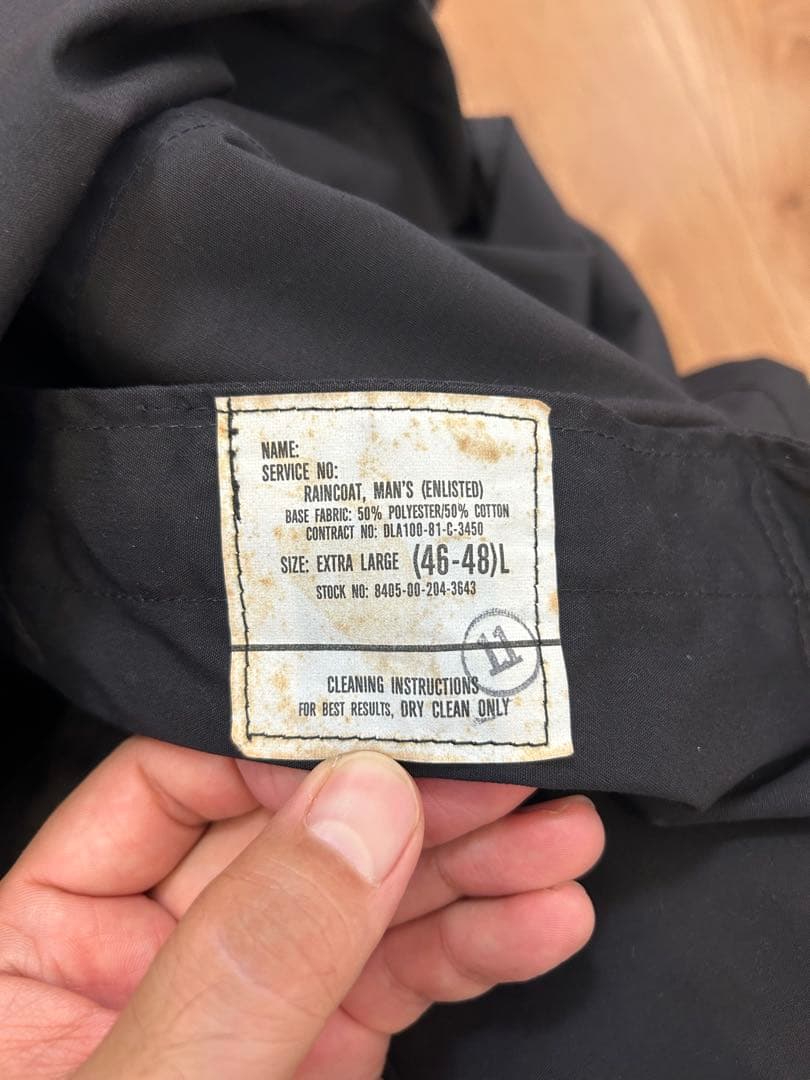 NAME:
SERVICE NO:
RAINCOAT, MAN'S (ENLISTED)
BASE FABRIC: 50% POLYESTER/50% COTTON
CONTRACT NO: DLA100-81-C-3450
SIZE: EXTRA LARGE (46-48)L
STOCK NO: 8405-00-204-3643
11
CLEANING INSTRUCTIONS
FOR BEST RESULTS, DRY CLEAN ONLY